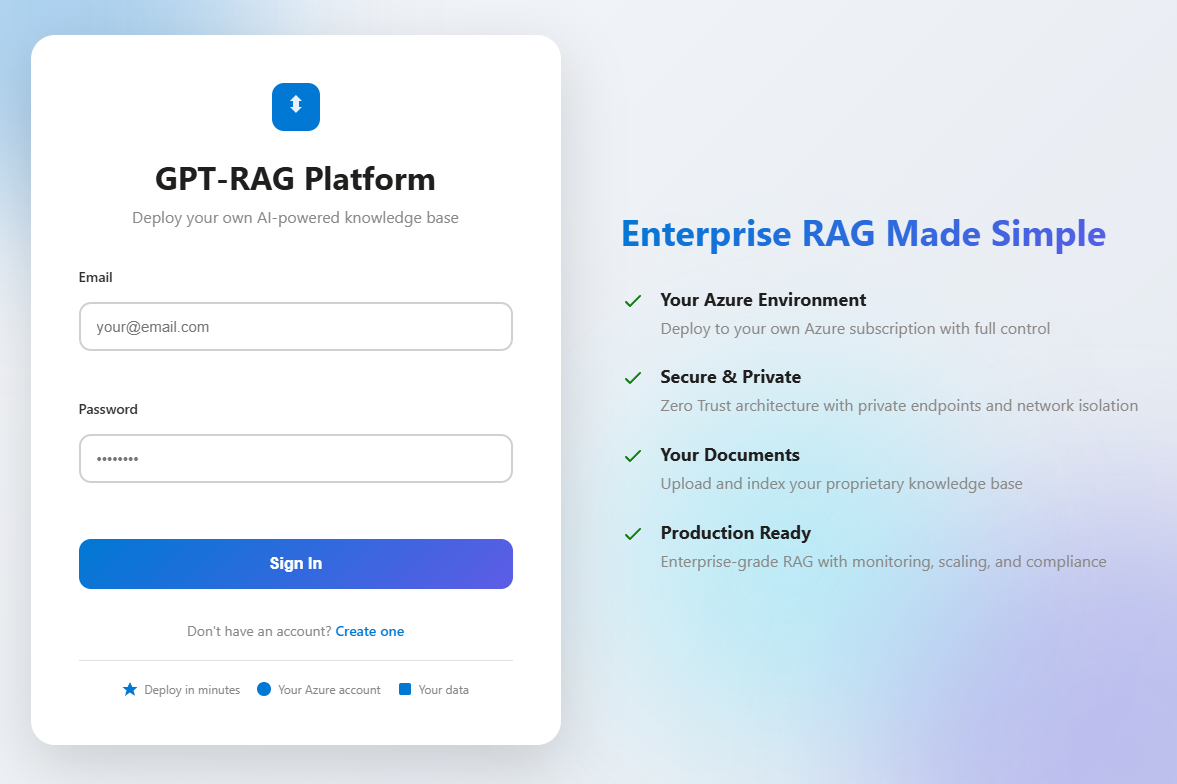 GPT-RAG Platform
Deploy your own AI-powered knowledge base
Email
your@email.com
Password
••••••••
Sign In
Don't have an account? Create one
Deploy in minutes
Your Azure account
Your data
Enterprise RAG Made Simple
Your Azure Environment
Deploy to your own Azure subscription with full control
Secure & Private
Zero Trust architecture with private endpoints and network isolation
Your Documents
Upload and index your proprietary knowledge base
Production Ready
Enterprise-grade RAG with monitoring, scaling, and compliance